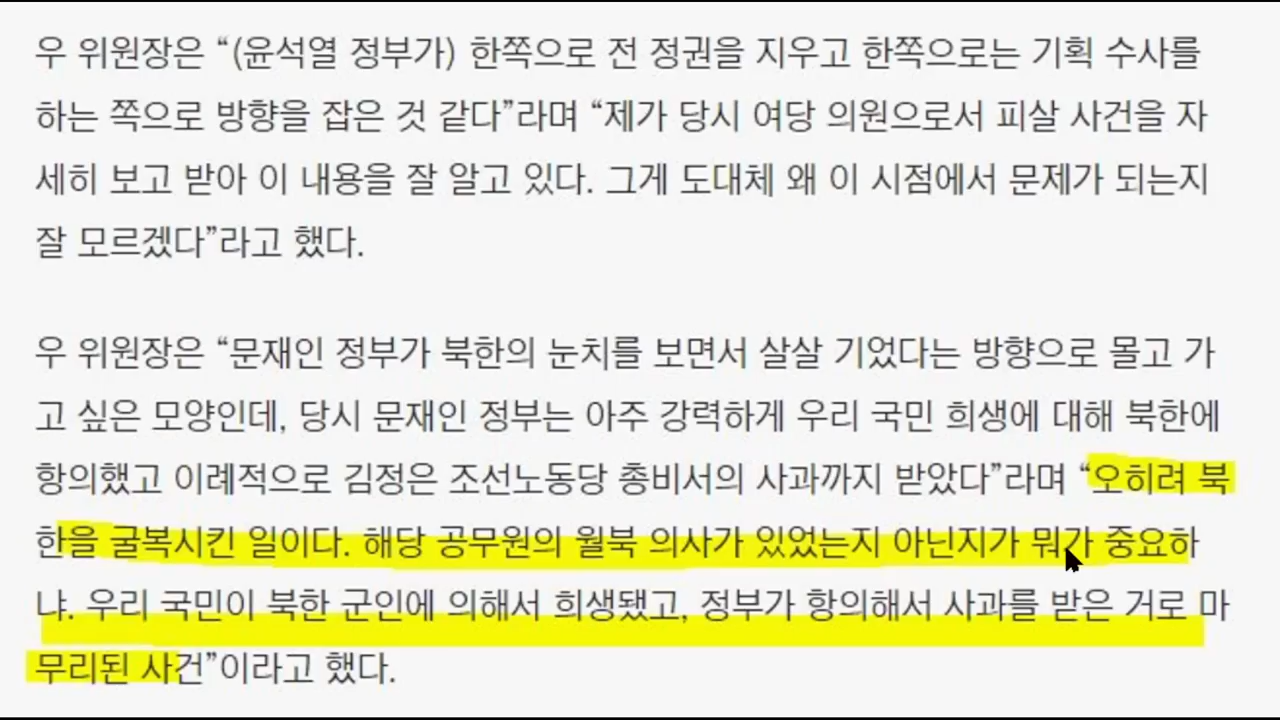 우 위원장은 “(윤석열 정부가) 한쪽으로 전 정권을 지우고 한쪽으로는 기획 수사를
하는 쪽으로 방향을 잡은 것 같다”라며 “제가 당시 여당 의원으로서 피살 사건을 자
세히 보고 받아 이 내용을 잘 알고 있다. 그게 도대체 왜 이 시점에서 문제가 되는지
잘 모르겠다”라고 했다.
우 위원장은 “문재인 정부가 북한의 눈치를 보면서 살살 기었다는 방향으로 몰고 가
고 싶은 모양인데, 당시 문재인 정부는 아주 강력하게 우리 국민 희생에 대해 북한에
항의했고 이례적으로 김정은 조선노동당 총비서의 사과까지 받았다”라며 “오히려 북
한을 굴복시킨 일이다. 해당 공무원의 월북 의사가 있었는지 아닌지가 뭐가 중요하
냐. 우리 국민이 북한 군인에 의해서 희생됐고, 정부가 항의해서 사과를 받은 거로 마
무리된 사건”이라고 했다.